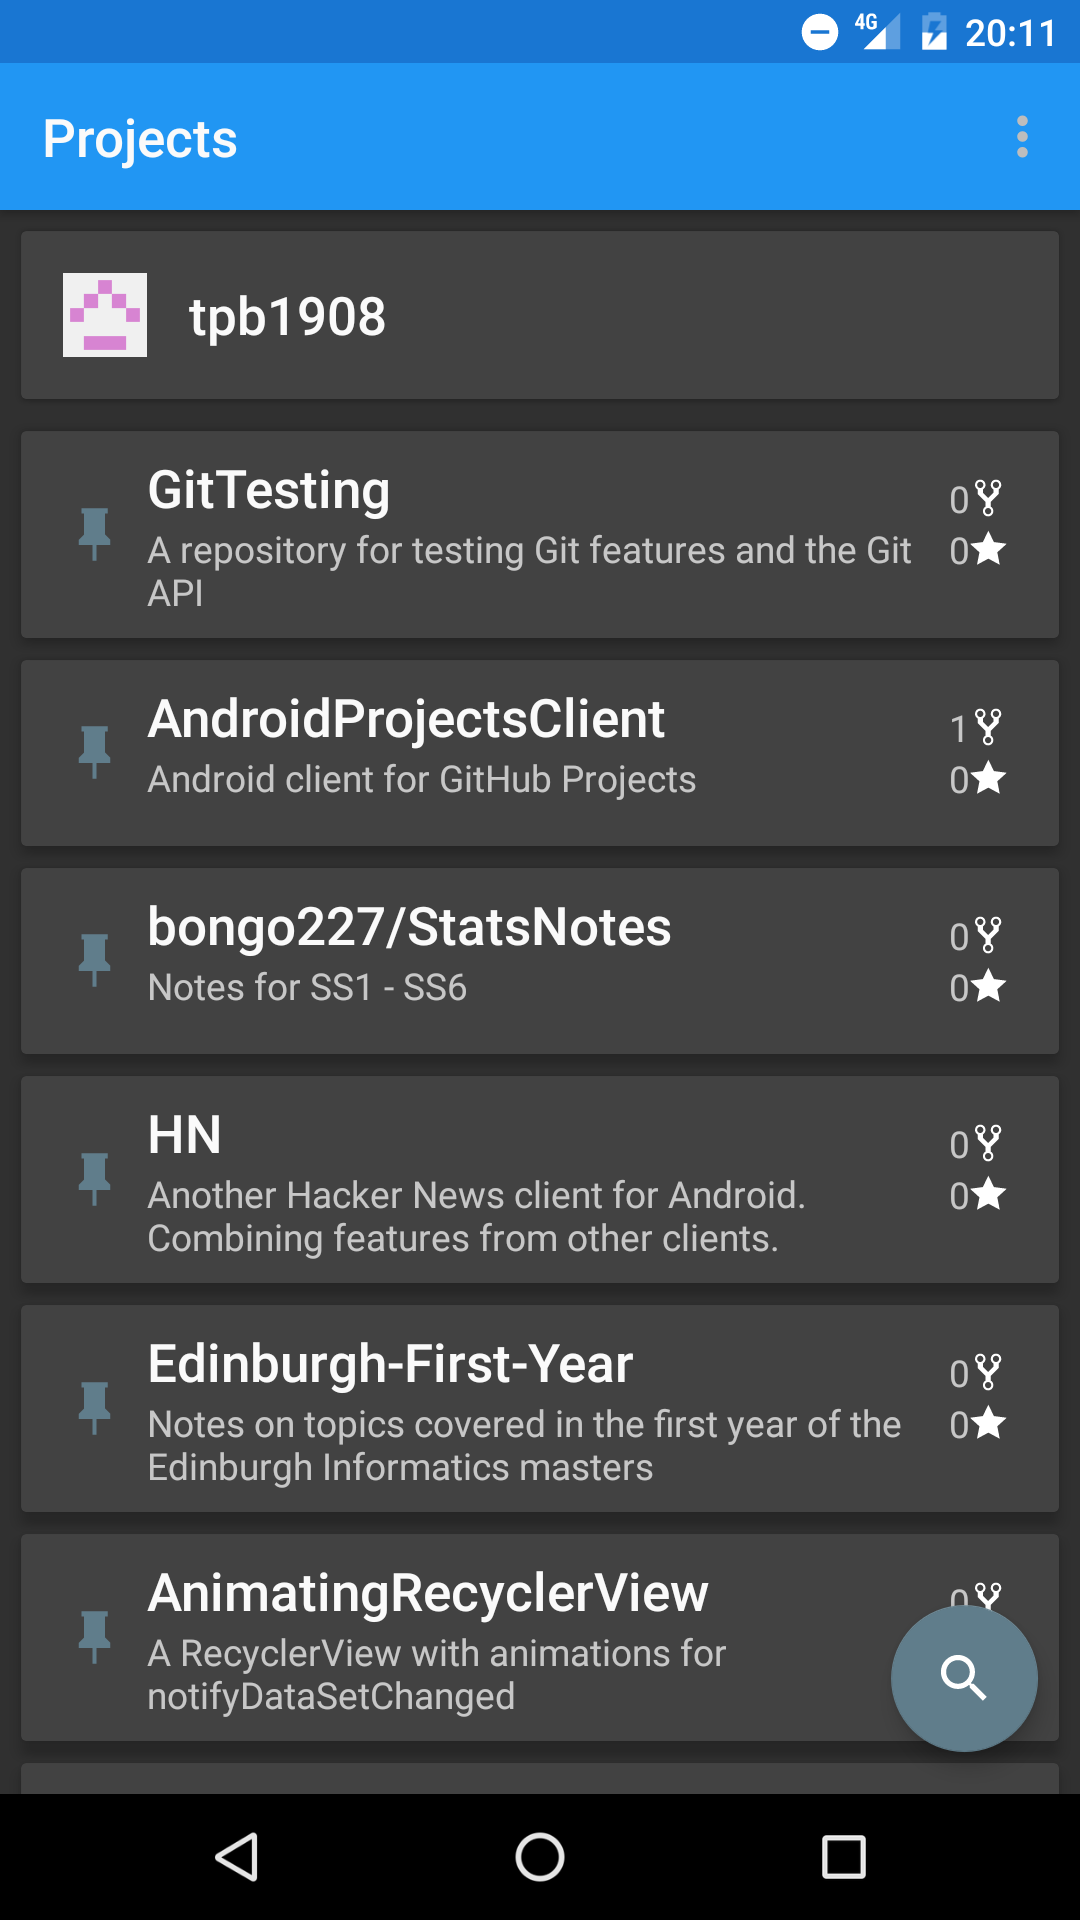 4G 20:11
Projects
tpb1908
GitTesting
0
A repository for testing Git features and the Git
API
0
AndroidProjectsClient
1
Android client for GitHub Projects
0
bongo227/StatsNotes
0
Notes for SS1 - SS6
0
HN
0
Another Hacker News client for Android.
Combining features from other clients.
0
Edinburgh-First-Year
0
Notes on topics covered in the first year of the
Edinburgh Informatics masters
0
AnimatingRecyclerView
0
A RecyclerView with animations for
notifyDataSetChanged